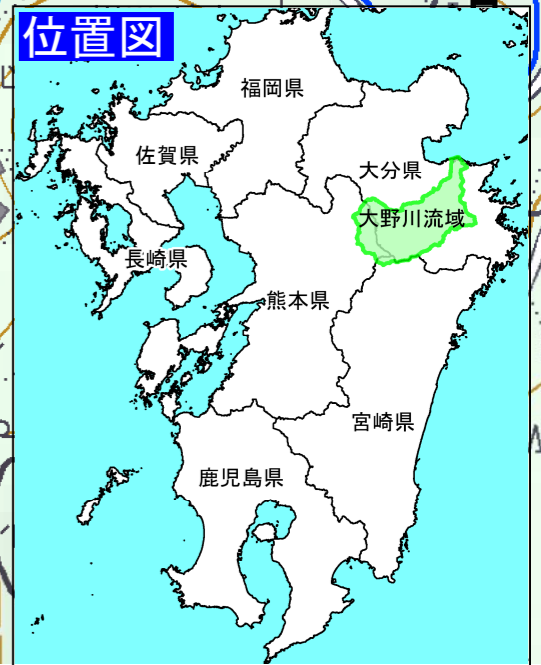 位置図
福岡県
佐賀県
大分県
大野川流域
長崎県
熊本県
宮崎県
鹿児島県